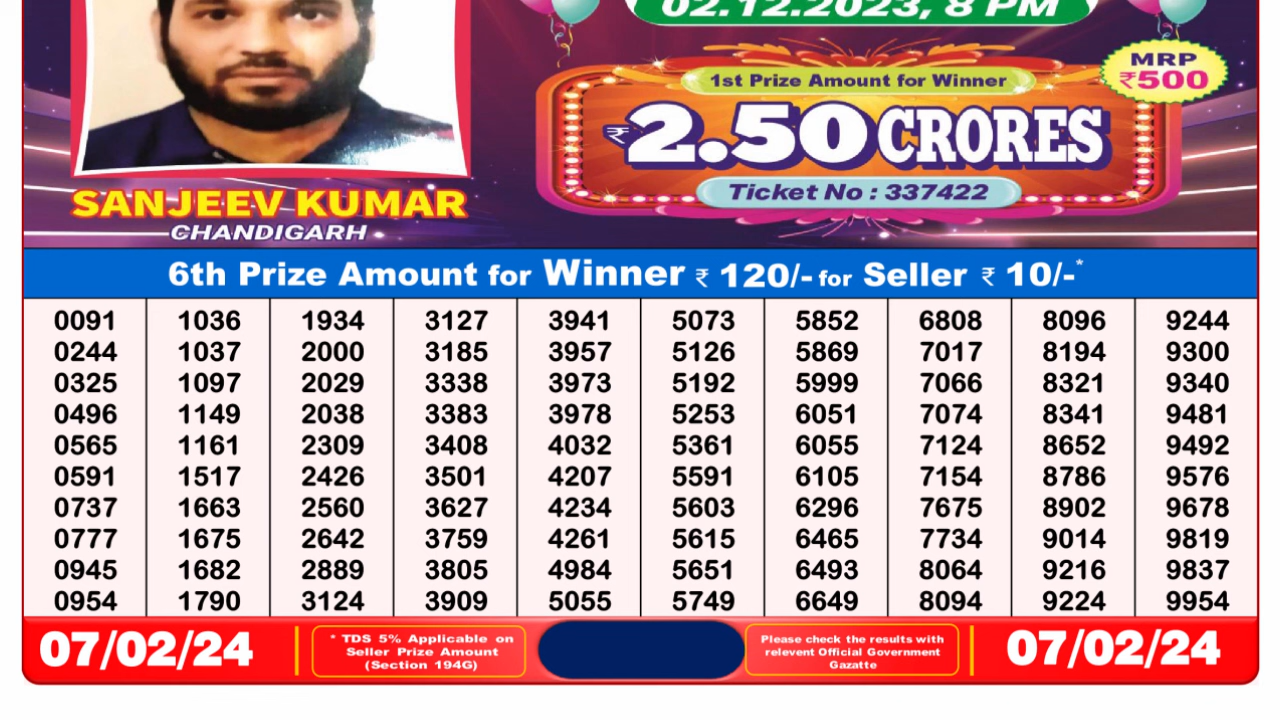 02.12.2023, 8 PM
MRP
₹500
1st Prize Amount for Winner
₹2.50 CRORES
Ticket No : 337422
SANJEEV KUMAR
CHANDIGARH
6th Prize Amount for Winner ₹ 120/- for Seller ₹ 10/-*
0091 1036 1934 3127 3941 5073 5852 6808 8096 9244
0244 1037 2000 3185 3957 5126 5869 7017 8194 9300
0325 1097 2029 3338 3973 5192 5999 7066 8321 9340
0496 1149 2038 3383 3978 5253 6051 7074 8341 9481
0565 1161 2309 3408 4032 5361 6055 7124 8652 9492
0591 1517 2426 3501 4207 5591 6105 7154 8786 9576
0737 1663 2560 3627 4234 5603 6296 7675 8902 9678
0777 1675 2642 3759 4261 5615 6465 7734 9014 9819
0945 1682 2889 3805 4984 5651 6493 8064 9216 9837
0954 1790 3124 3909 5055 5749 6649 8094 9224 9954
07/02/24
* TDS 5% Applicable on
Seller Prize Amount
(Section 194G)
Please check the results with
relevent Official Government
Gazatte
07/02/24